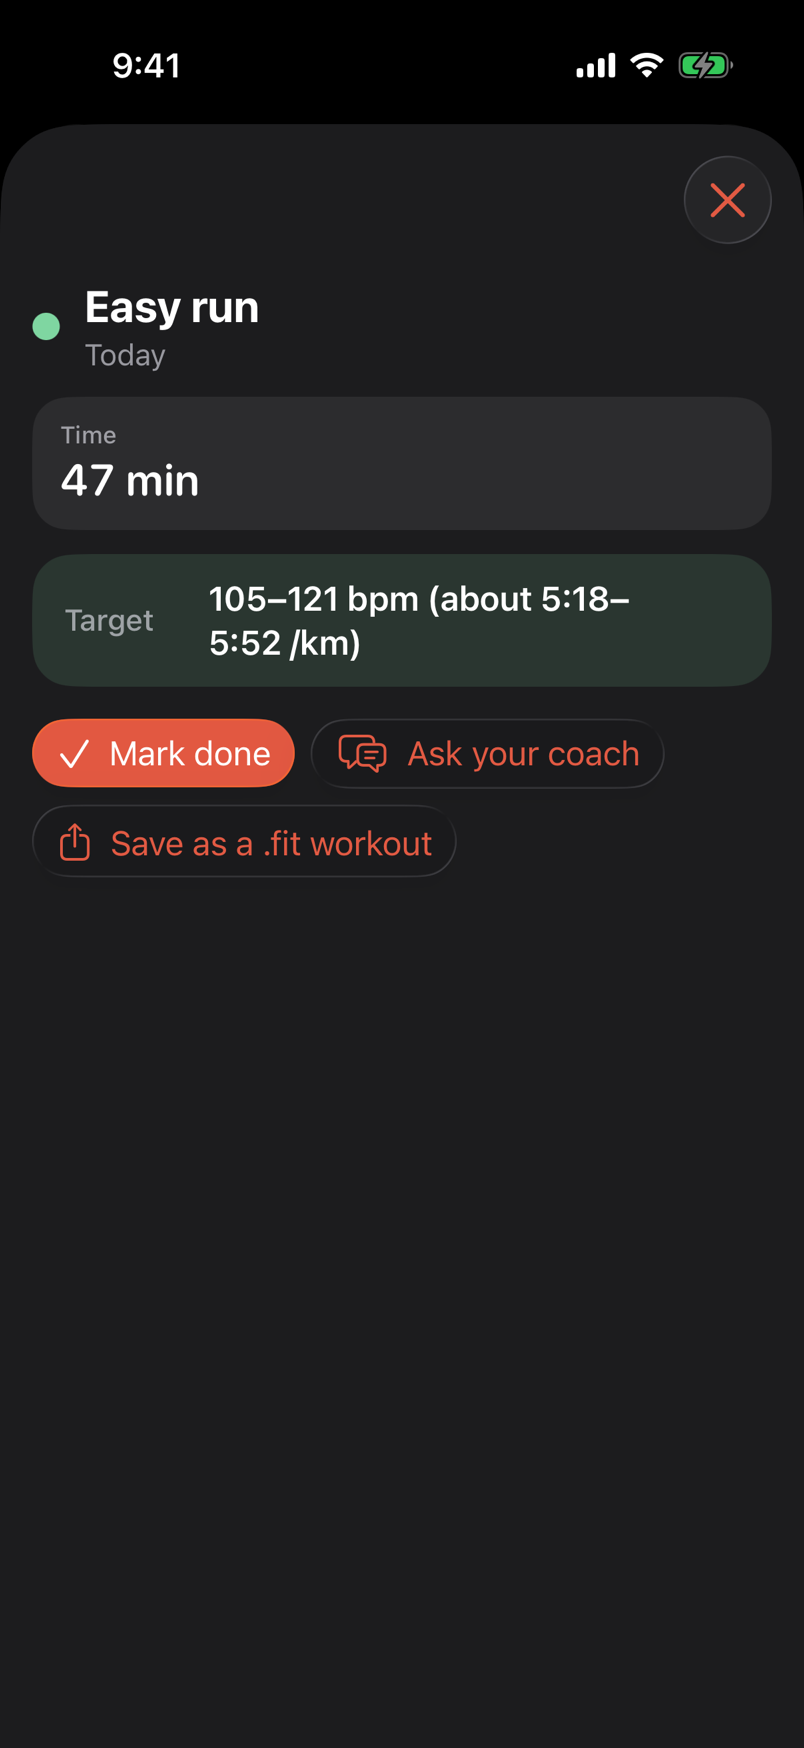 9:41
Easy run
Today
Time
47 min
Target
105–121 bpm (about 5:18–
5:52 /km)
Mark done
Ask your coach
Save as a .fit workout